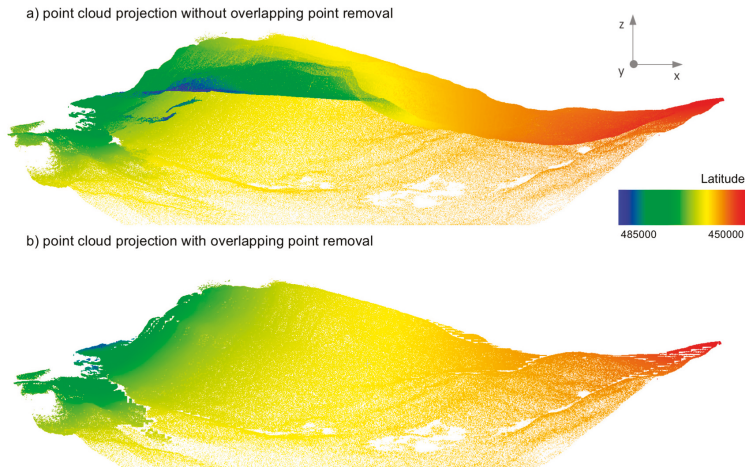 a) point cloud projection without overlapping point removal
z
y
x
Latitude
485000 450000
b) point cloud projection with overlapping point removal